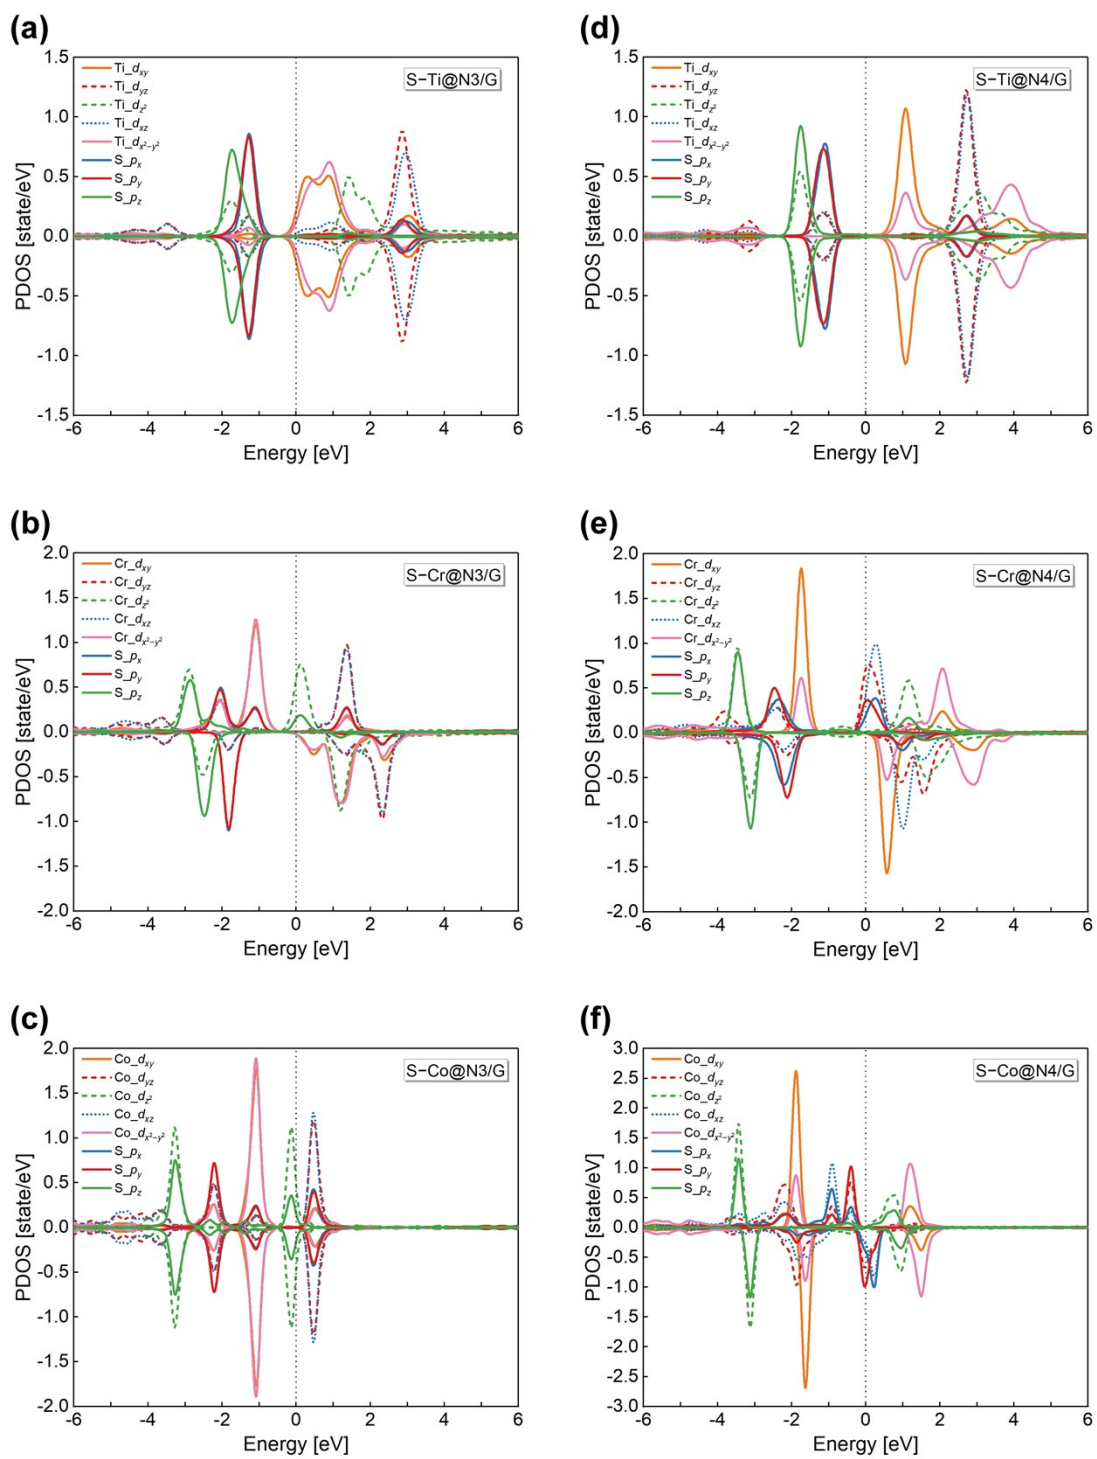 (a)
PDOS [state/eV]
1.5
1.0
0.5
0.0
-0.5
-1.0
-1.5
Ti_dxy
Ti_dyz
Ti_dz²
Ti_dxz
Ti_dx²−y²
S_px
S_py
S_pz
S−Ti@N3/G
-6 -4 -2 0 2 4 6
Energy [eV]
(d)
PDOS [state/eV]
1.5
1.0
0.5
0.0
-0.5
-1.0
-1.5
Ti_dxy
Ti_dyz
Ti_dz²
Ti_dxz
Ti_dx²−y²
S_px
S_py
S_pz
S−Ti@N4/G
-6 -4 -2 0 2 4 6
Energy [eV]
(b)
PDOS [state/eV]
2.0
1.5
1.0
0.5
0.0
-0.5
-1.0
-1.5
-2.0
Cr_dxy
Cr_dyz
Cr_dz²
Cr_dxz
Cr_dx²−y²
S_px
S_py
S_pz
S−Cr@N3/G
-6 -4 -2 0 2 4 6
Energy [eV]
(e)
PDOS [state/eV]
2.0
1.5
1.0
0.5
0.0
-0.5
-1.0
-1.5
-2.0
Cr_dxy
Cr_dyz
Cr_dz²
Cr_dxz
Cr_dx²−y²
S_px
S_py
S_pz
S−Cr@N4/G
-6 -4 -2 0 2 4 6
Energy [eV]
(c)
PDOS [state/eV]
2.0
1.5
1.0
0.5
0.0
-0.5
-1.0
-1.5
-2.0
Co_dxy
Co_dyz
Co_dz²
Co_dxz
Co_dx²−y²
S_px
S_py
S_pz
S−Co@N3/G
-6 -4 -2 0 2 4 6
Energy [eV]
(f)
PDOS [state/eV]
3.0
2.5
2.0
1.5
1.0
0.5
0.0
-0.5
-1.0
-1.5
-2.0
-2.5
-3.0
Co_dxy
Co_dyz
Co_dz²
Co_dxz
Co_dx²−y²
S_px
S_py
S_pz
S−Co@N4/G
-6 -4 -2 0 2 4 6
Energy [eV]